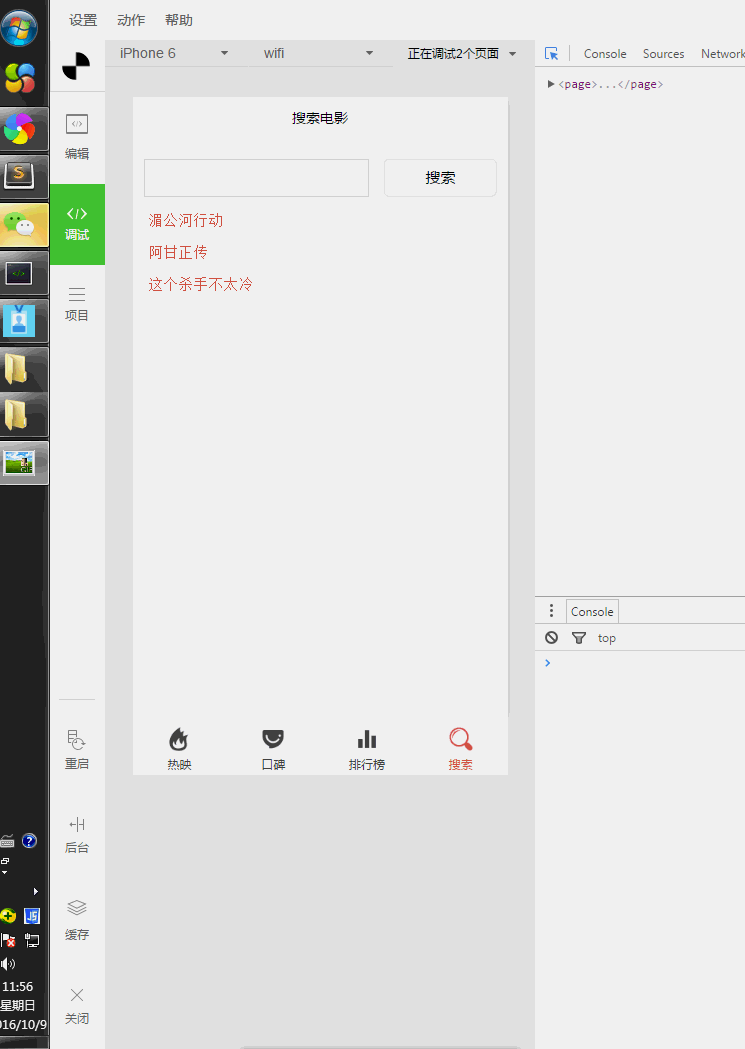 设置 动作 帮助
iPhone 6 wifi 正在调试2个页面
Console Sources Network
<page>...</page>
编辑
调试
项目
搜索电影
搜索
湄公河行动
阿甘正传
这个杀手不太冷
Console
top
热映 口碑 排行榜 搜索
重启
后台
缓存
关闭
11:56
星期日
016/10/9